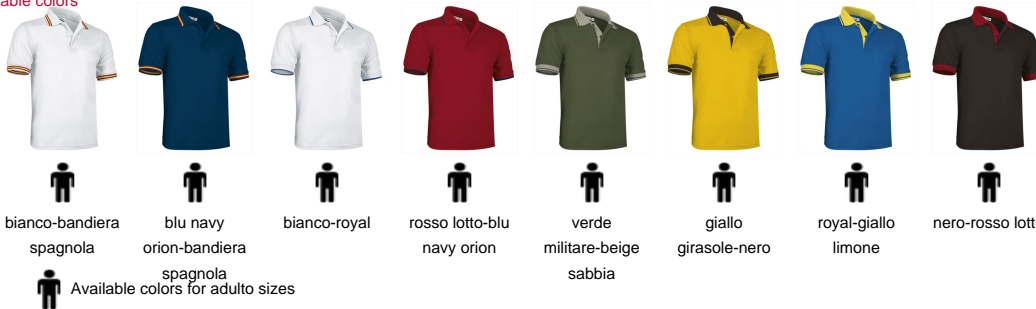 able colors
bianco-bandiera
spagnola
blu navy
orion-bandiera
spagnola
bianco-royal
rosso lotto-blu
navy orion
verde
militare-beige
sabbia
giallo
girasole-nero
royal-giallo
limone
nero-rosso lott
Available colors for adulto sizes